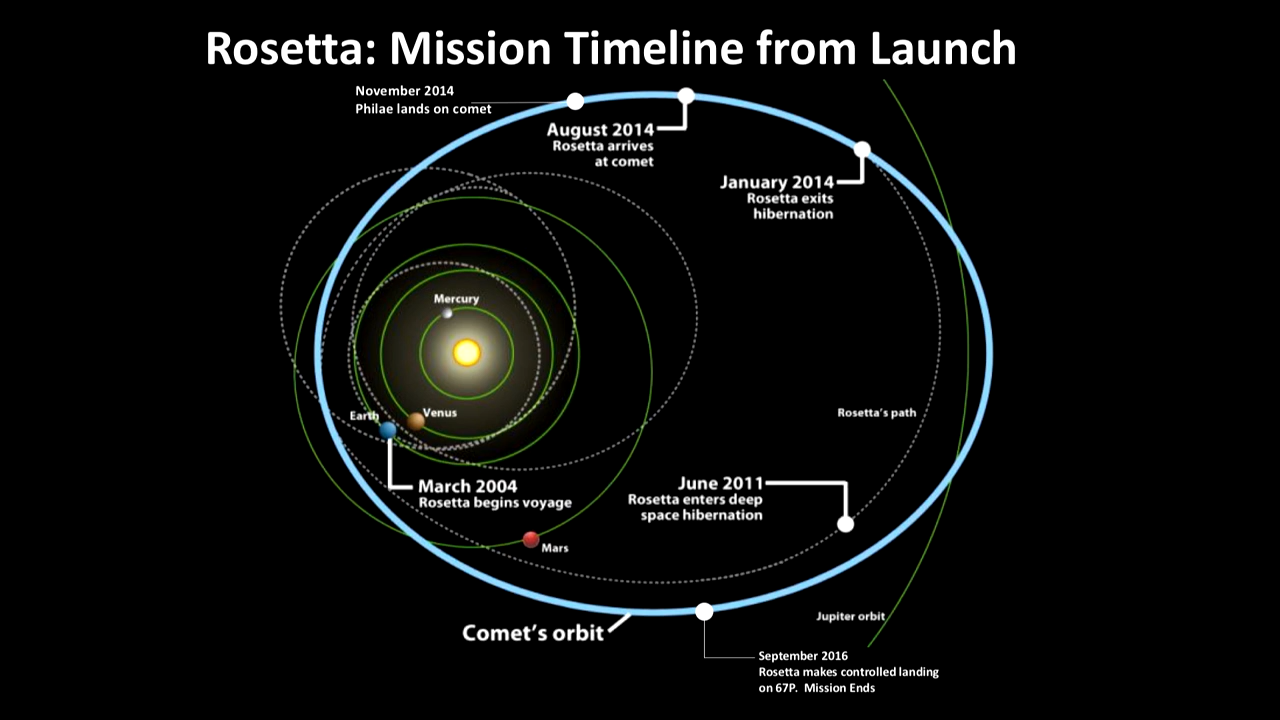 Rosetta: Mission Timeline from Launch
November 2014
Philae lands on comet
August 2014
Rosetta arrives
at comet
January 2014
Rosetta exits
hibernation
Mercury
Earth
Venus
Rosetta's path
March 2004
Rosetta begins voyage
June 2011
Rosetta enters deep
space hibernation
Mars
Jupiter orbit
Comet's orbit
September 2016
Rosetta makes controlled landing
on 67P.  Mission Ends